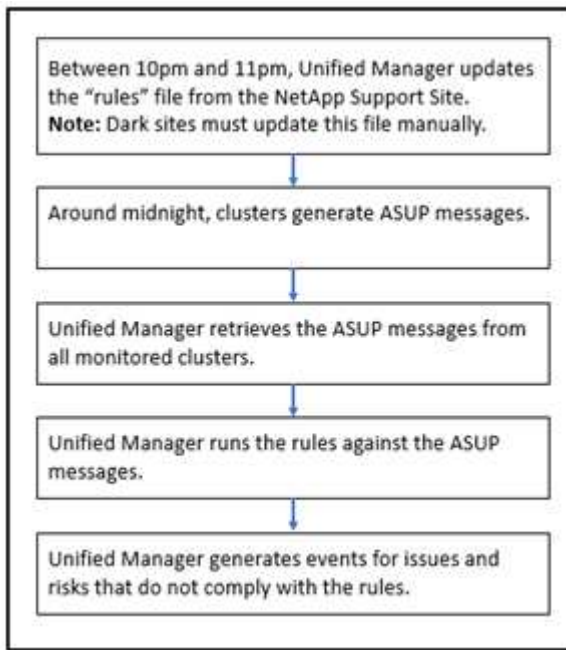 Between 10pm and 11pm, Unified Manager updates
the “rules” file from the NetApp Support Site.
Note: Dark sites must update this file manually.
Around midnight, clusters generate ASUP messages.
Unified Manager retrieves the ASUP messages from
all monitored clusters.
Unified Manager runs the rules against the ASUP
messages.
Unified Manager generates events for issues and
risks that do not comply with the rules.